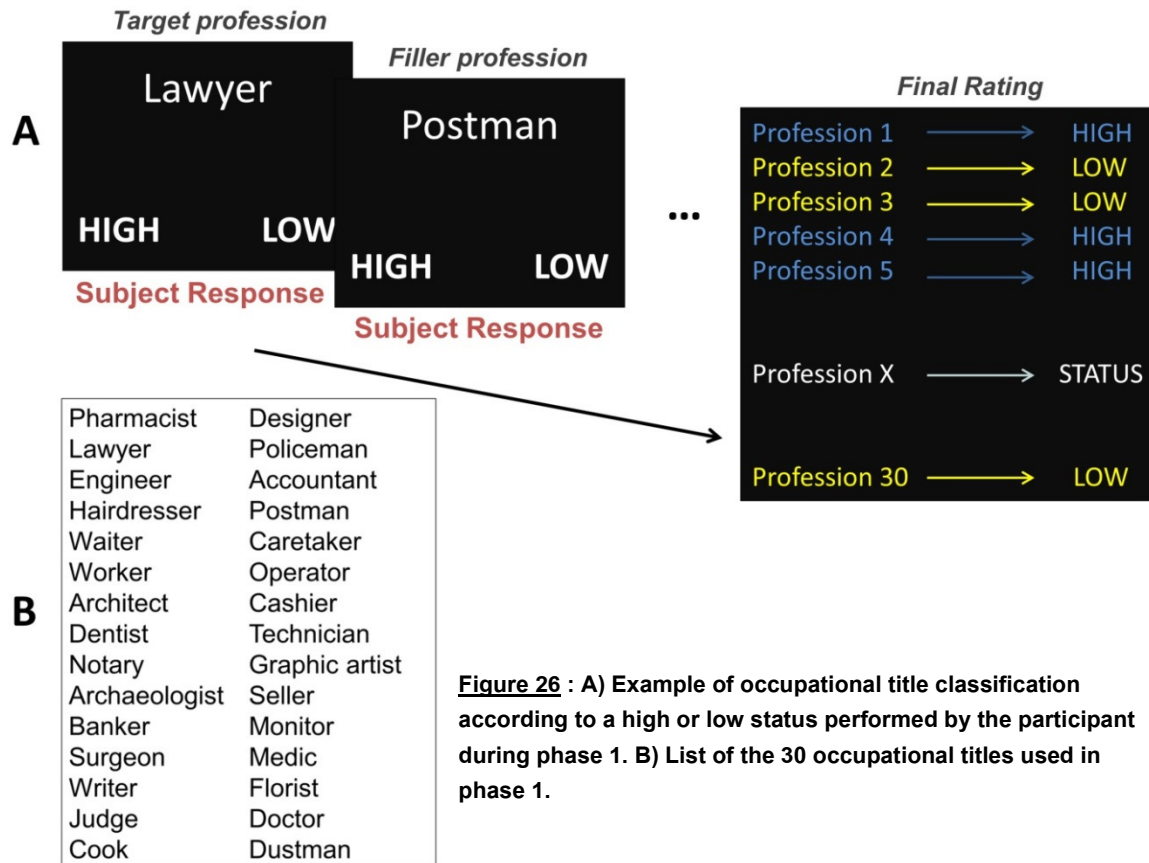 Target profession
Lawyer
HIGH LOW
Subject Response
Filler profession
Postman
HIGH LOW
Subject Response
...
Final Rating
Profession 1 HIGH
Profession 2 LOW
Profession 3 LOW
Profession 4 HIGH
Profession 5 HIGH
Profession X STATUS
Profession 30 LOW
A
B
Pharmacist Designer
Lawyer Policeman
Engineer Accountant
Hairdresser Postman
Waiter Caretaker
Worker Operator
Architect Cashier
Dentist Technician
Notary Graphic artist
Archaeologist Seller
Banker Monitor
Surgeon Medic
Writer Florist
Judge Doctor
Cook Dustman
Figure 26 : A) Example of occupational title classification
according to a high or low status performed by the participant
during phase 1. B) List of the 30 occupational titles used in
phase 1.